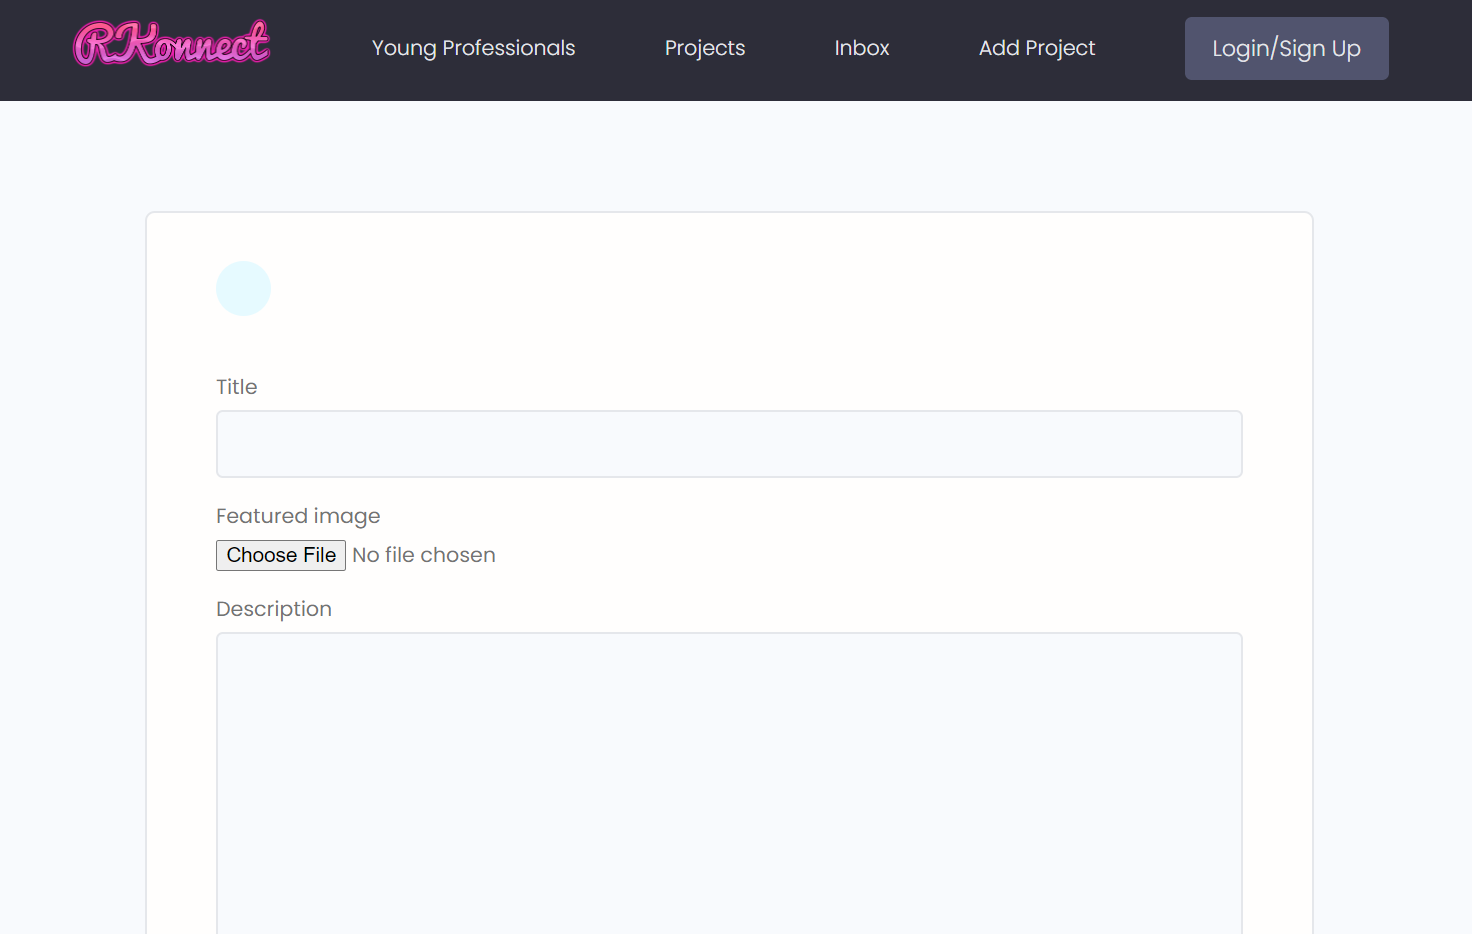 RKonnect
Young Professionals
Projects
Inbox
Add Project
Login/Sign Up
Title
Featured image
Choose File No file chosen
Description